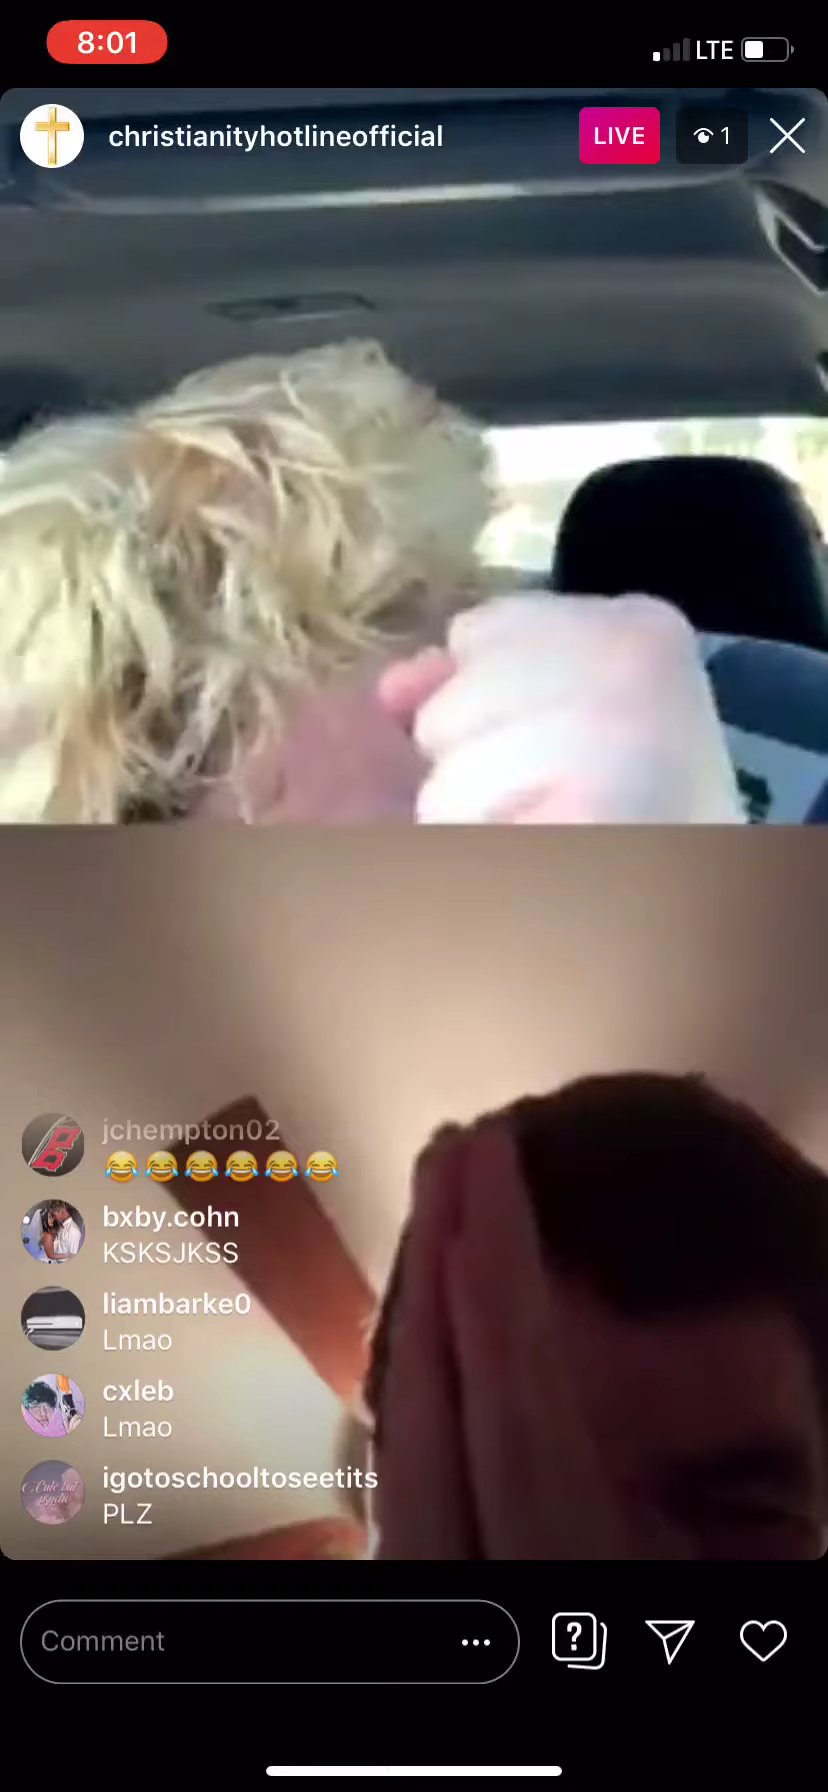 8:01
LTE
christianityhotlineofficial
LIVE
1
jchempton02
😂😂😂😂😂😂
bxby.cohn
KSKSJKSS
liambarke0
Lmao
cxleb
Lmao
igotoschooltoseetits
PLZ
Comment